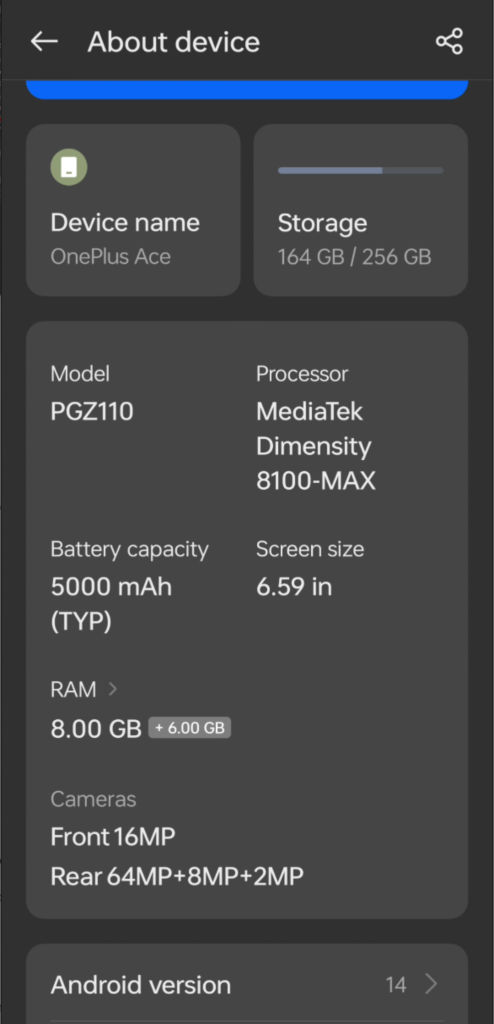 About device
Device name
OnePlus Ace
Storage
164 GB / 256 GB
Model
PGZ110
Processor
MediaTek
Dimensity
8100-MAX
Battery capacity
5000 mAh
(TYP)
Screen size
6.59 in
RAM
8.00 GB + 6.00 GB
Cameras
Front 16MP
Rear 64MP+8MP+2MP
Android version 14